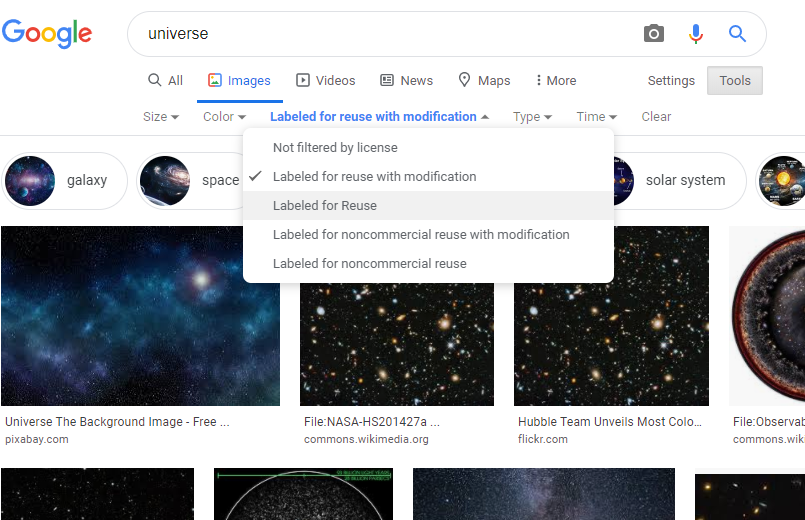 Google
universe
All
Images
Videos
News
Maps
More
Settings
Tools
Size
Color
Labeled for reuse with modification
Type
Time
Clear
Not filtered by license
Labeled for reuse with modification
Labeled for Reuse
Labeled for noncommercial reuse with modification
Labeled for noncommercial reuse
galaxy
space
solar system
Universe The Background Image - Free ...
pixabay.com
File:NASA-HS201427a ...
commons.wikimedia.org
Hubble Team Unveils Most Colo...
flickr.com
File:Observab
commons.wiki